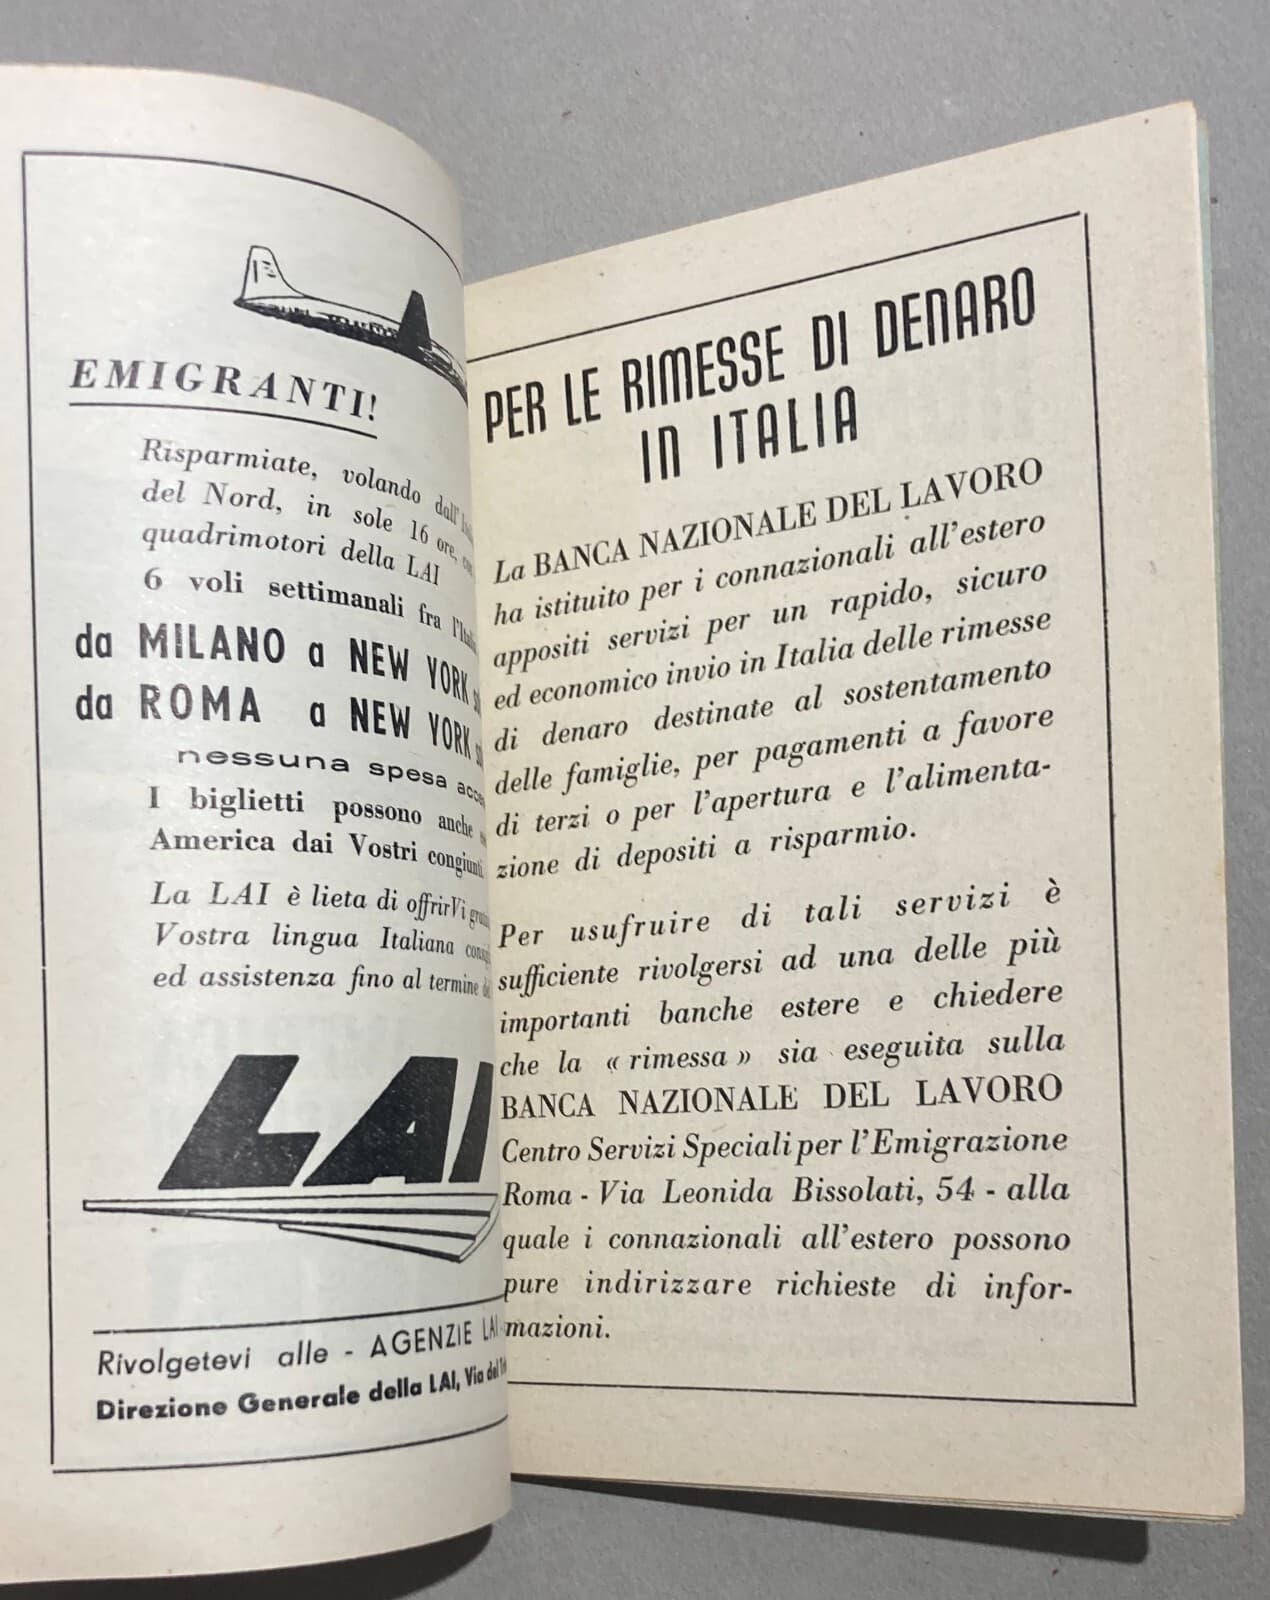 EMIGRANTI!
Risparmiate, volando dall'
del Nord, in sole 16 ore,
quadrimotori della LAI
6 voli settimanali fra l'
da MILANO a NEW YORK
da ROMA a NEW YORK
nessuna spesa
I biglietti possono anche
America dai Vostri congiunti
La LAI è lieta di offrirVi
Vostra lingua Italiana
ed assistenza fino al termine
LAI
Rivolgetevi alle - AGENZIE LAI
Direzione Generale della LAI, Via del
PER LE RIMESSE DI DENARO
IN ITALIA
La BANCA NAZIONALE DEL LAVORO
ha istituito per i connazionali all'estero
appositi servizi per un rapido, sicuro
ed economico invio in Italia delle rimesse
di denaro destinate al sostentamento
delle famiglie, per pagamenti a favore
di terzi o per l'apertura e l'alimenta-
zione di depositi a risparmio.
Per usufruire di tali servizi è
sufficiente rivolgersi ad una delle più
importanti banche estere e chiedere
che la « rimessa » sia eseguita sulla
BANCA NAZIONALE DEL LAVORO
Centro Servizi Speciali per l'Emigrazione
Roma - Via Leonida Bissolati, 54 - alla
quale i connazionali all'estero possono
pure indirizzare richieste di infor-
mazioni.